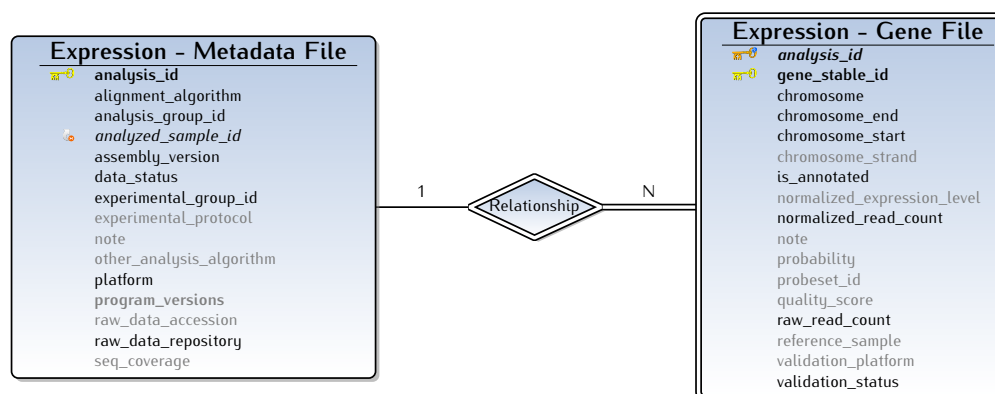 Expression - Metadata File
analysis_id
alignment_algorithm
analysis_group_id
analyzed_sample_id
assembly_version
data_status
experimental_group_id
experimental_protocol
note
other_analysis_algorithm
platform
program_versions
raw_data_accession
raw_data_repository
seq_coverage
1
Relationship
N
Expression - Gene File
analysis_id
gene_stable_id
chromosome
chromosome_end
chromosome_start
chromosome_strand
is_annotated
normalized_expression_level
normalized_read_count
note
probability
probeset_id
quality_score
raw_read_count
reference_sample
validation_platform
validation_status